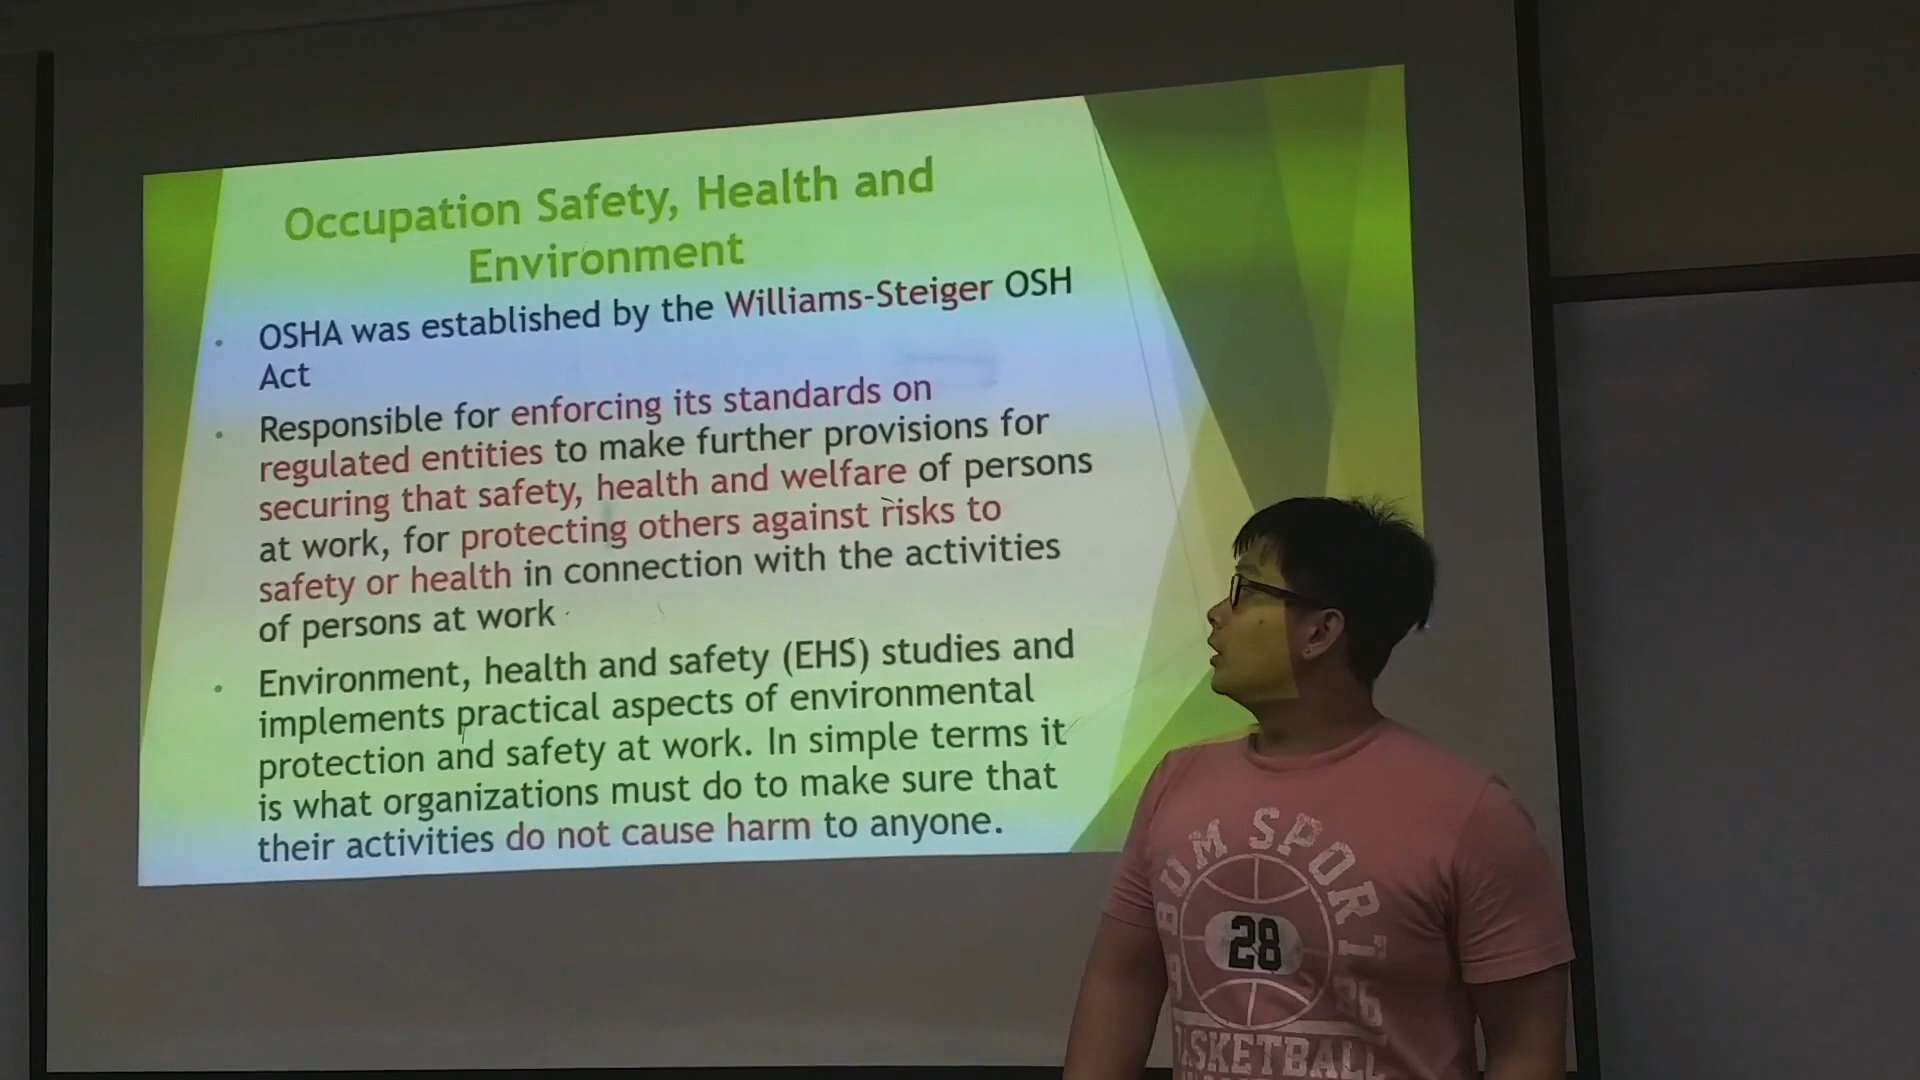 Occupation Safety, Health and
Environment
• OSHA was established by the Williams-Steiger OSH
Act
• Responsible for enforcing its standards on
regulated entities to make further provisions for
securing that safety, health and welfare of persons
at work, for protecting others against risks to
safety or health in connection with the activities
of persons at work
• Environment, health and safety (EHS) studies and
implements practical aspects of environmental
protection and safety at work. In simple terms it
is what organizations must do to make sure that
their activities do not cause harm to anyone.
BUM SPORT
28